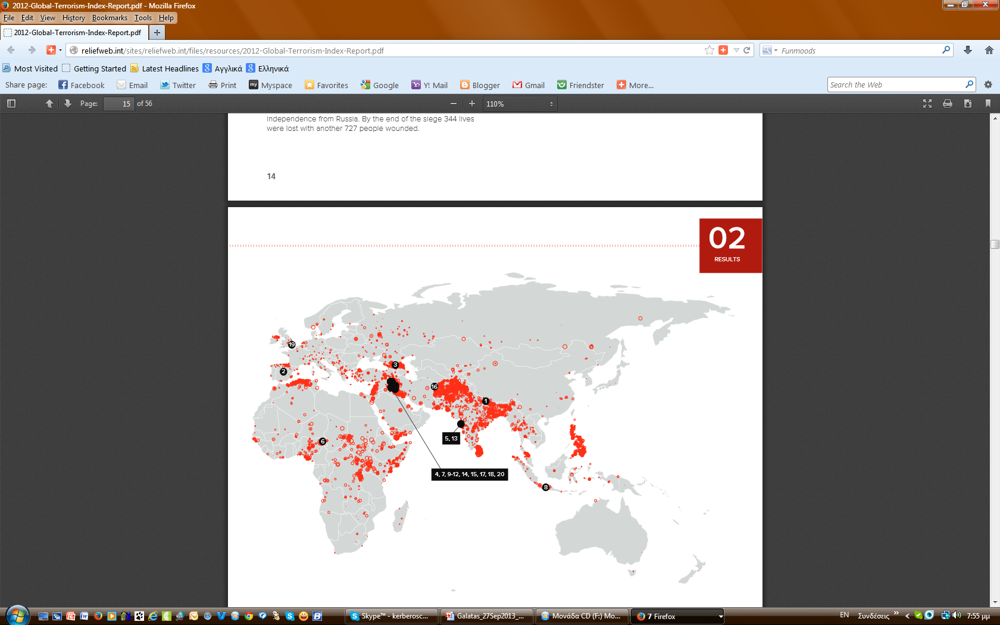 2012-Global-Terrorism-Index-Report.pdf - Mozilla Firefox
File Edit View History Bookmarks Tools Help
2012-Global-Terrorism-Index-Report.pdf
reliefweb.int/sites/reliefweb.int/files/resources/2012-Global-Terrorism-Index-Report.pdf
Funmoods
Most Visited Getting Started Latest Headlines Αγγλικά Ελληνικά
Share page: Facebook Email Twitter Print Myspace Favorites Google Y! Mail Blogger Gmail Friendster More...
Search the Web
Page: 15 of 56
110%
independence from Russia. By the end of the siege 344 lives
were lost with another 727 people wounded.
14
02
RESULTS
19
3
2
16
1
5, 13
6
4, 7, 9-12, 14, 15, 17, 18, 20
8
Skype™ - kerberosc...
Galatas_27Sep2013_...
Μονάδα CD (F:) Mo...
7 Firefox
EN
Συνδέσεις
7:55 μμ